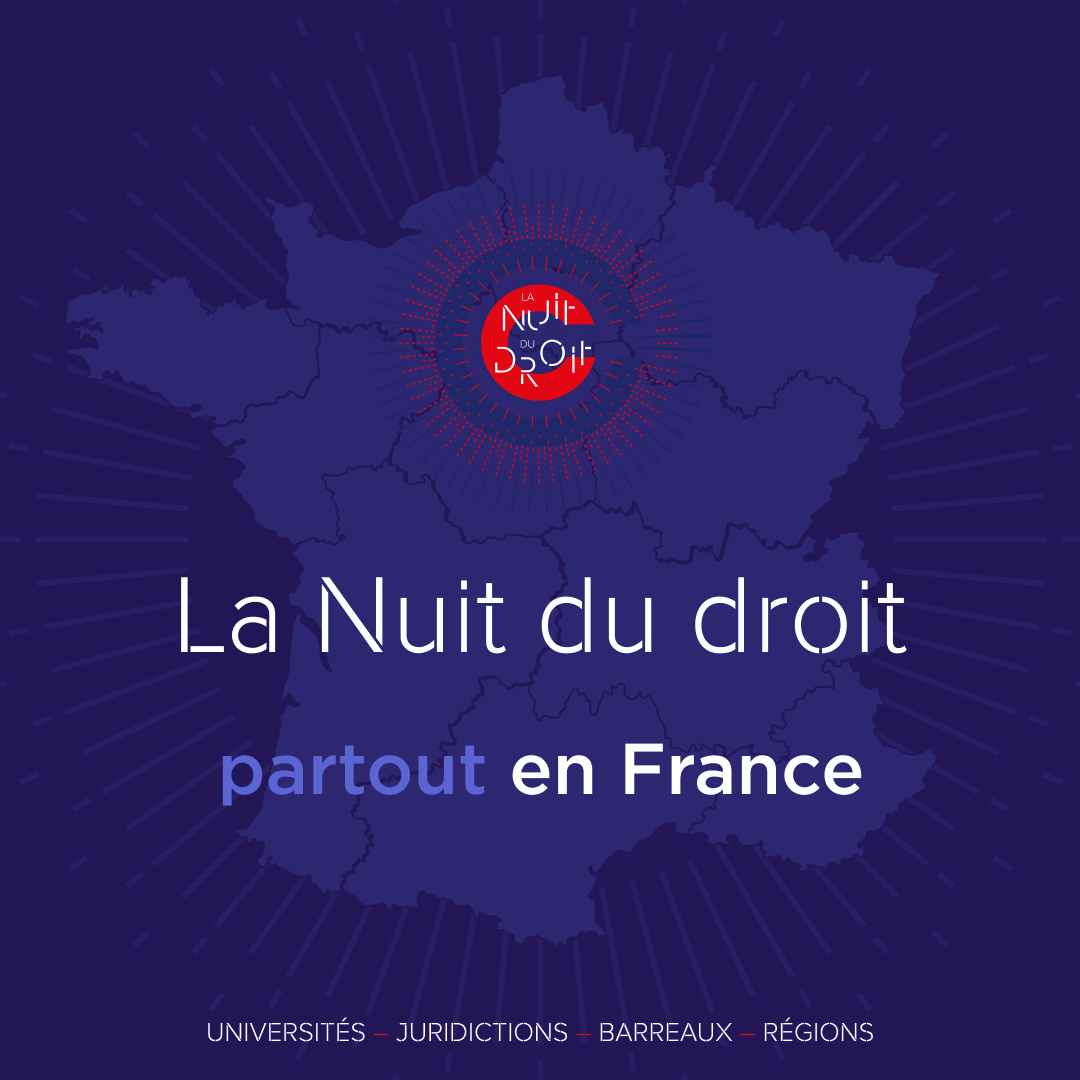 LA
NUit
DU
DROit
La Nuit du droit
partout en France
UNIVERSITÉS — JURIDICTIONS — BARREAUX — RÉGIONS